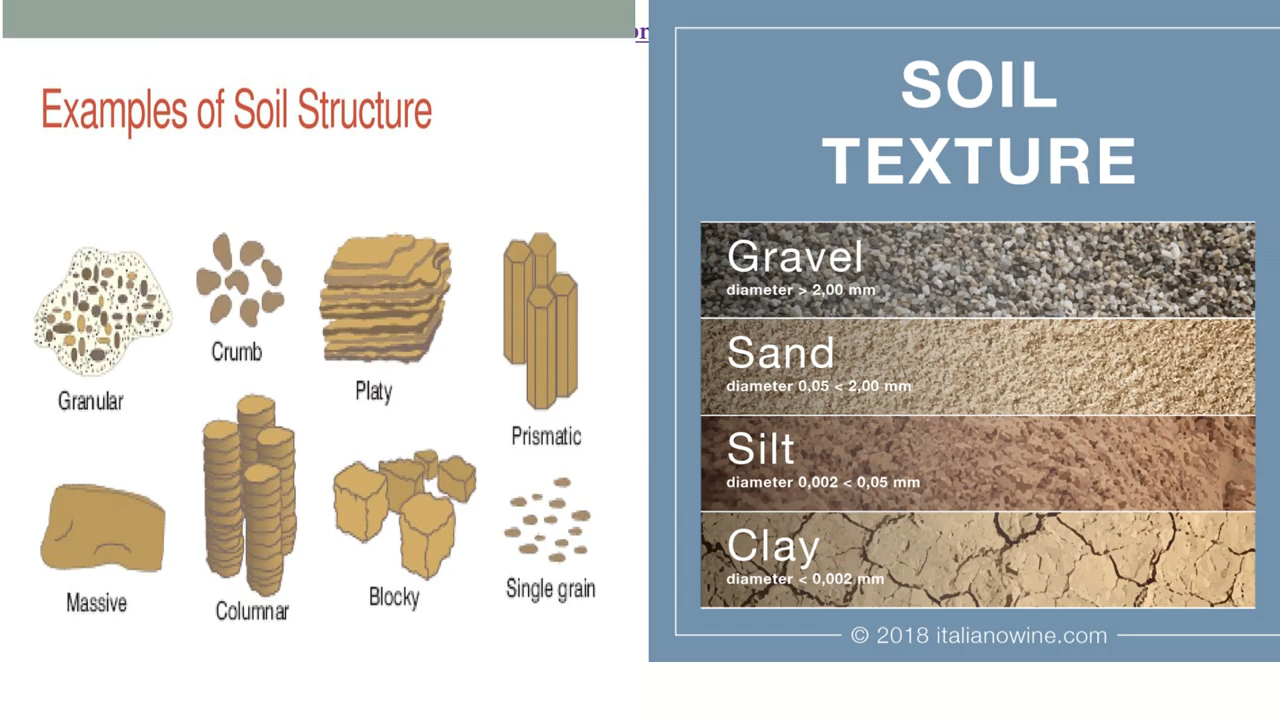 Examples of Soil Structure
Granular
Crumb
Platy
Prismatic
Massive
Columnar
Blocky
Single grain
SOIL
TEXTURE
Gravel
diameter > 2,00 mm
Sand
diameter 0,05 < 2,00 mm
Silt
diameter 0,002 < 0,05 mm
Clay
diameter < 0,002 mm
© 2018 italianowine.com